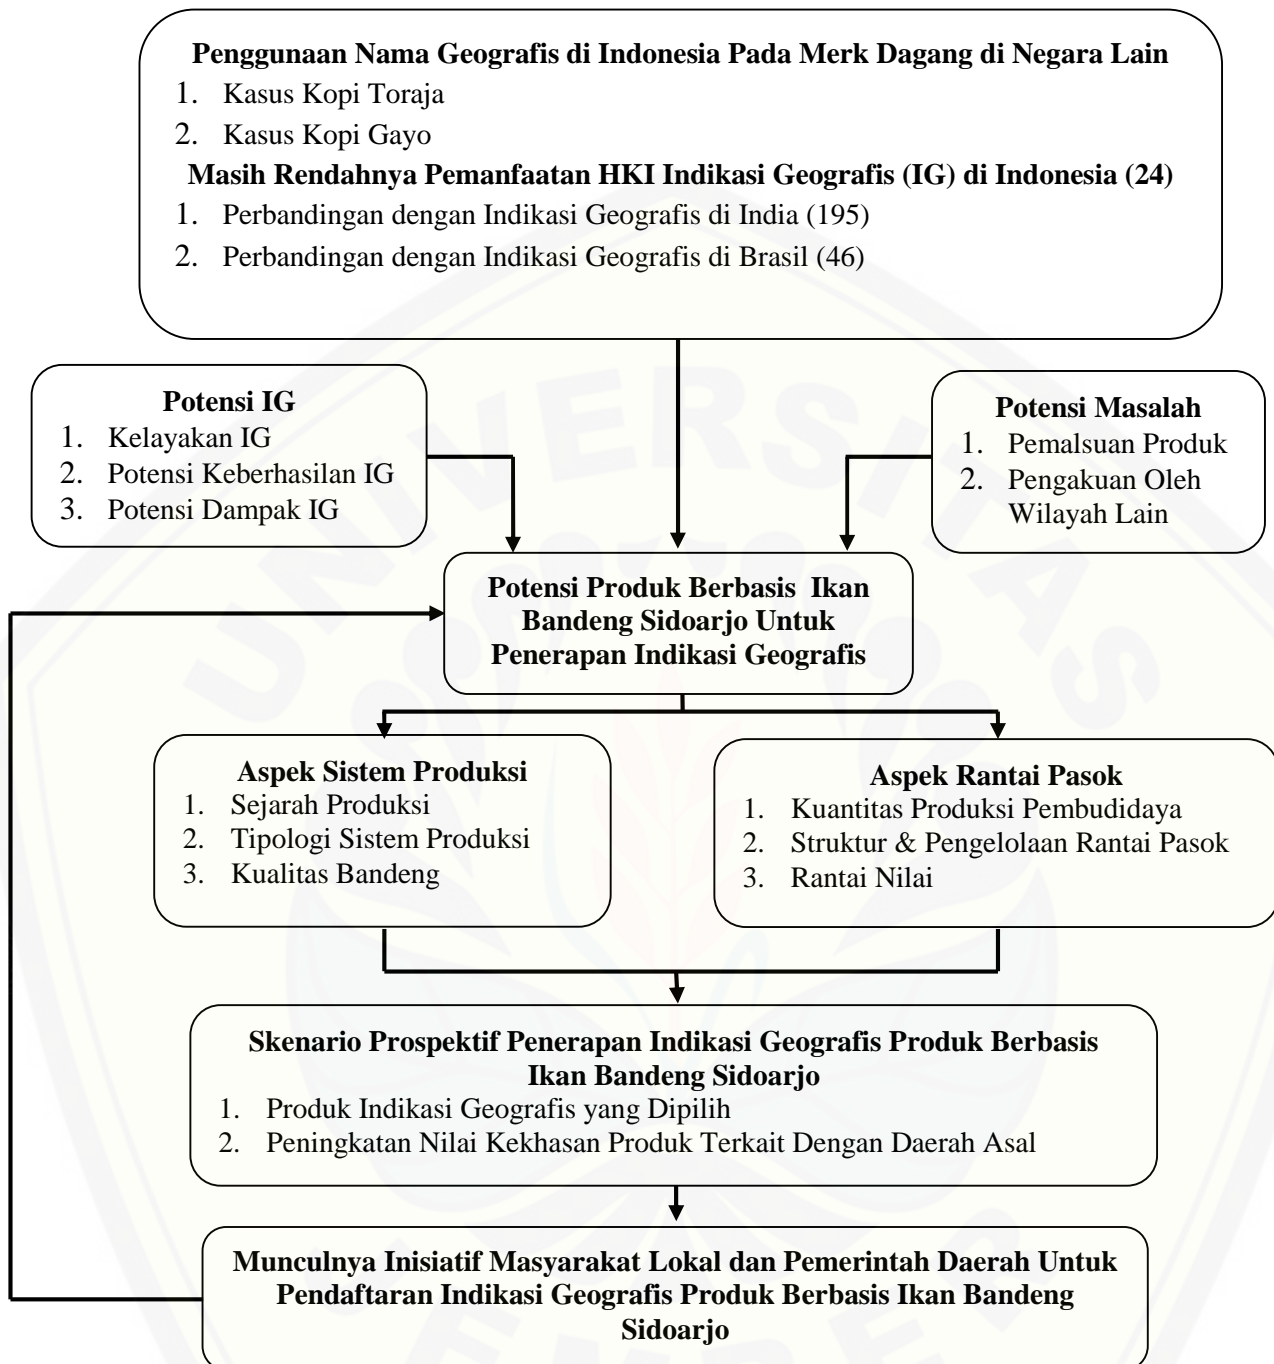 Penggunaan Nama Geografis di Indonesia Pada Merk Dagang di Negara Lain
1. Kasus Kopi Toraja
2. Kasus Kopi Gayo
Masih Rendahnya Pemanfaatan HKI Indikasi Geografis (IG) di Indonesia (24)
1. Perbandingan dengan Indikasi Geografis di India (195)
2. Perbandingan dengan Indikasi Geografis di Brasil (46)
Potensi IG
1. Kelayakan IG
2. Potensi Keberhasilan IG
3. Potensi Dampak IG
Potensi Masalah
1. Pemalsuan Produk
2. Pengakuan Oleh
Wilayah Lain
Potensi Produk Berbasis Ikan
Bandeng Sidoarjo Untuk
Penerapan Indikasi Geografis
Aspek Sistem Produksi
1. Sejarah Produksi
2. Tipologi Sistem Produksi
3. Kualitas Bandeng
Aspek Rantai Pasok
1. Kuantitas Produksi Pembudidaya
2. Struktur & Pengelolaan Rantai Pasok
3. Rantai Nilai
Skenario Prospektif Penerapan Indikasi Geografis Produk Berbasis
Ikan Bandeng Sidoarjo
1. Produk Indikasi Geografis yang Dipilih
2. Peningkatan Nilai Kekhasan Produk Terkait Dengan Daerah Asal
Munculnya Inisiatif Masyarakat Lokal dan Pemerintah Daerah Untuk
Pendaftaran Indikasi Geografis Produk Berbasis Ikan Bandeng
Sidoarjo
UNIVERSITAS
JEMBER